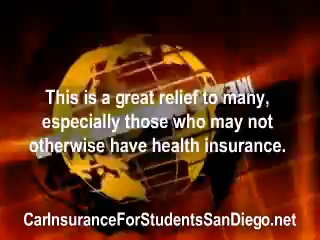 This is a great relief to many,
especially those who may not
otherwise have health insurance.
CarInsuranceForStudentsSanDiego.net